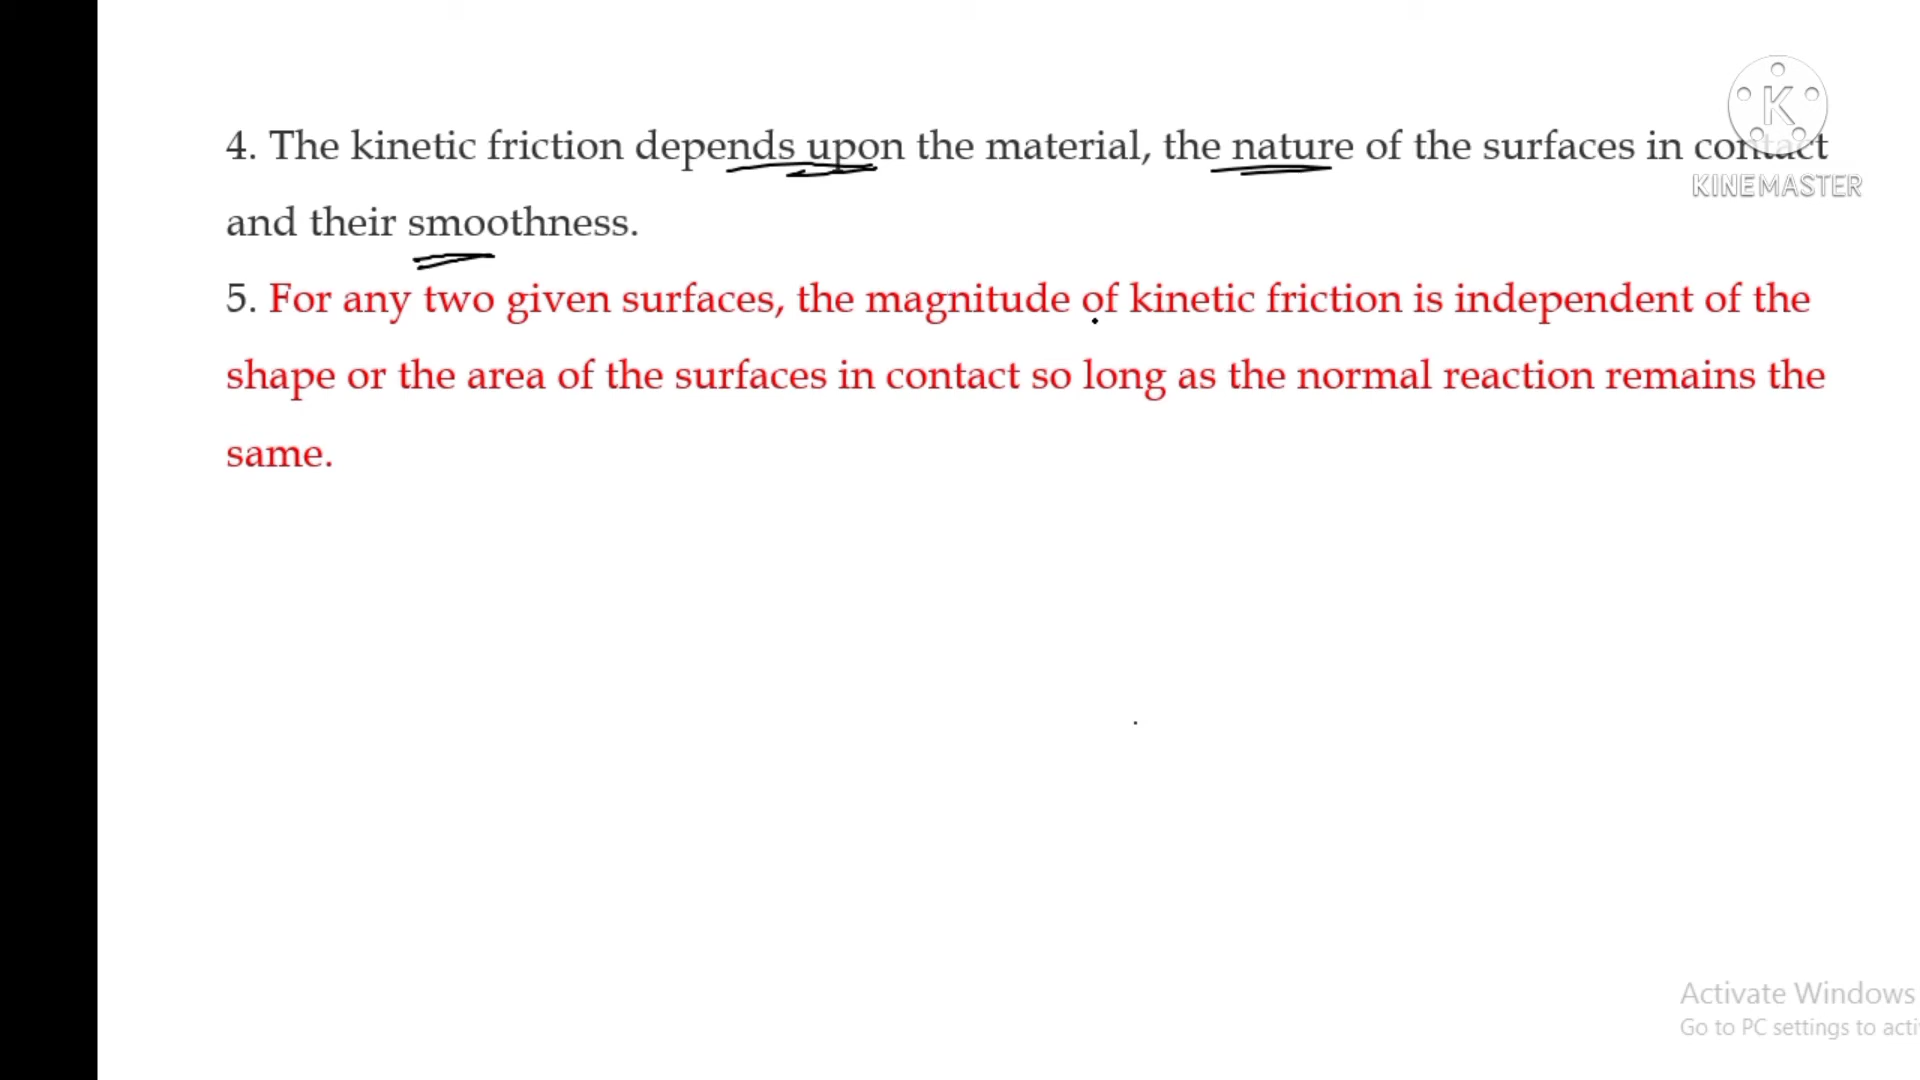 4. The kinetic friction depends upon the material, the nature of the surfaces in contact
K
KINEMASTER
and their smoothness.
5. For any two given surfaces, the magnitude of kinetic friction is independent of the
shape or the area of the surfaces in contact so long as the normal reaction remains the
same.
Activate Windows
Go to PC settings to acti